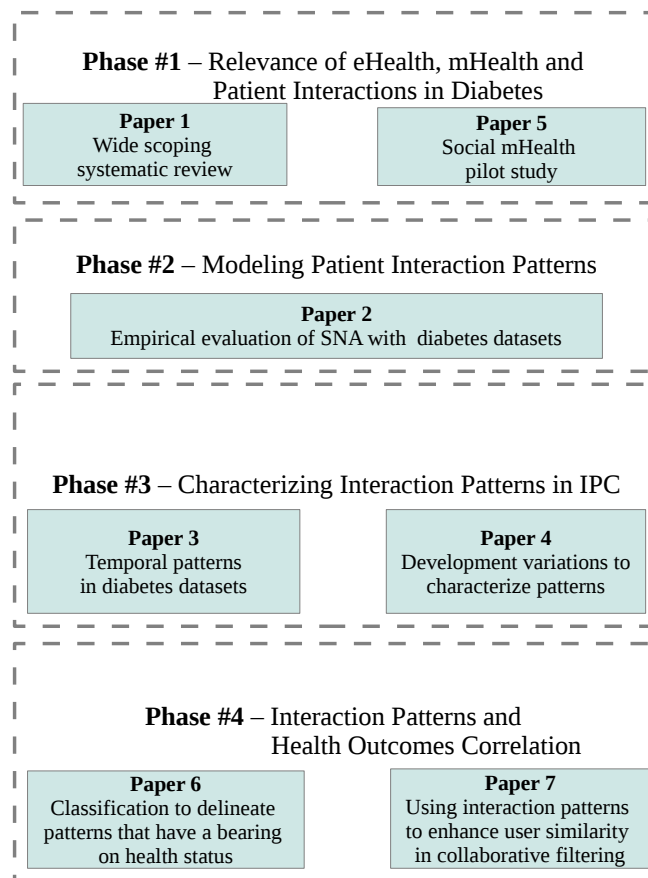 Phase #1 – Relevance of eHealth, mHealth and
Patient Interactions in Diabetes
Paper 1
Wide scoping
systematic review
Paper 5
Social mHealth
pilot study
Phase #2 – Modeling Patient Interaction Patterns
Paper 2
Empirical evaluation of SNA with diabetes datasets
Phase #3 – Characterizing Interaction Patterns in IPC
Paper 3
Temporal patterns
in diabetes datasets
Paper 4
Development variations to
characterize patterns
Phase #4 – Interaction Patterns and
Health Outcomes Correlation
Paper 6
Classification to delineate
patterns that have a bearing
on health status
Paper 7
Using interaction patterns
to enhance user similarity
in collaborative filtering